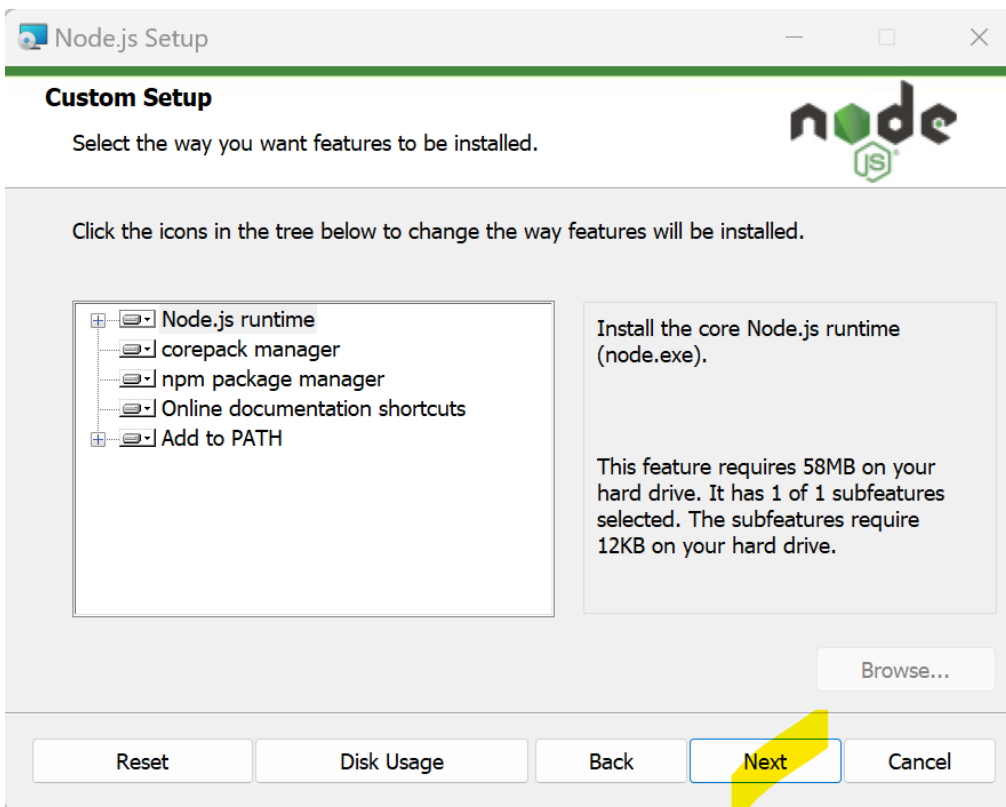 Node.js Setup
Custom Setup
Select the way you want features to be installed.
node
JS
Click the icons in the tree below to change the way features will be installed.
Node.js runtime
corepack manager
npm package manager
Online documentation shortcuts
Add to PATH
Install the core Node.js runtime
(node.exe).
This feature requires 58MB on your
hard drive. It has 1 of 1 subfeatures
selected. The subfeatures require
12KB on your hard drive.
Browse...
Reset Disk Usage Back Next Cancel